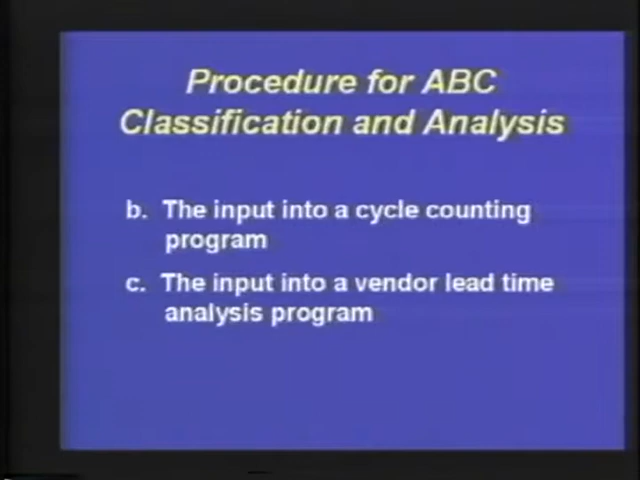 Procedure for ABC
Classification and Analysis
b. The input into a cycle counting
program
c. The input into a vendor lead time
analysis program